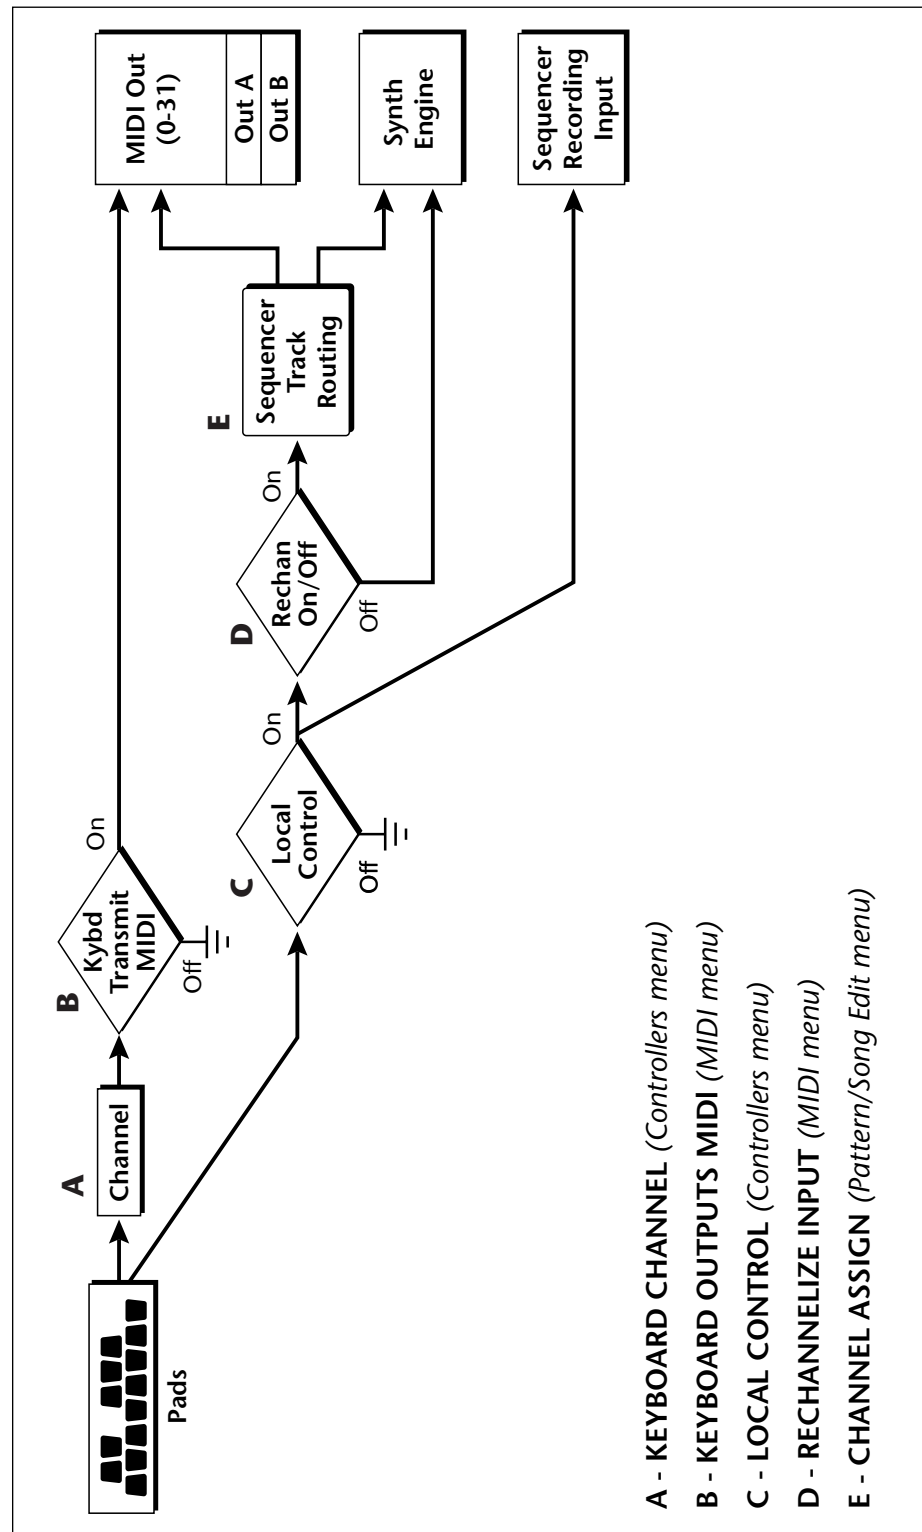 Pads
A
Channel
B
Kybd
Transmit
MIDI
On
Off
C
Local
Control
On
Off
D
Rechan
On/Off
On
Off
E
Sequencer
Track
Routing
MIDI Out
(0-31)
Out A
Out B
Synth
Engine
Sequencer
Recording
Input
A - KEYBOARD CHANNEL (Controllers menu)
B - KEYBOARD OUTPUTS MIDI (MIDI menu)
C - LOCAL CONTROL (Controllers menu)
D - RECHANNELIZE INPUT (MIDI menu)
E - CHANNEL ASSIGN (Pattern/Song Edit menu)